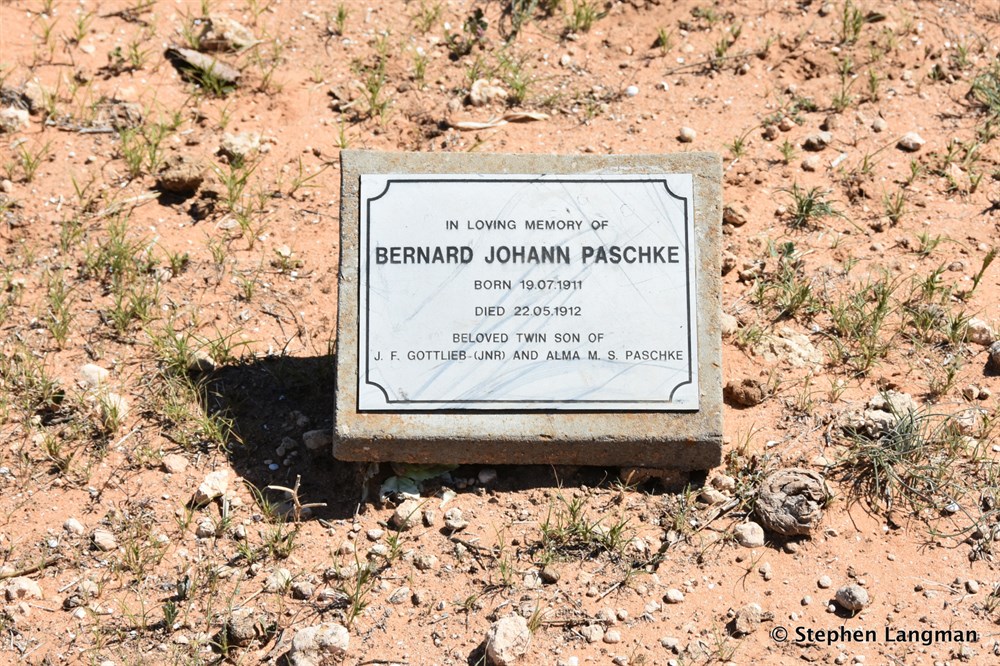 IN LOVING MEMORY OF
BERNARD JOHANN PASCHKE
BORN 19.07.1911
DIED 22.05.1912
BELOVED TWIN SON OF
J. F. GOTTLIEB-(JNR) AND ALMA M. S. PASCHKE
© Stephen Langman